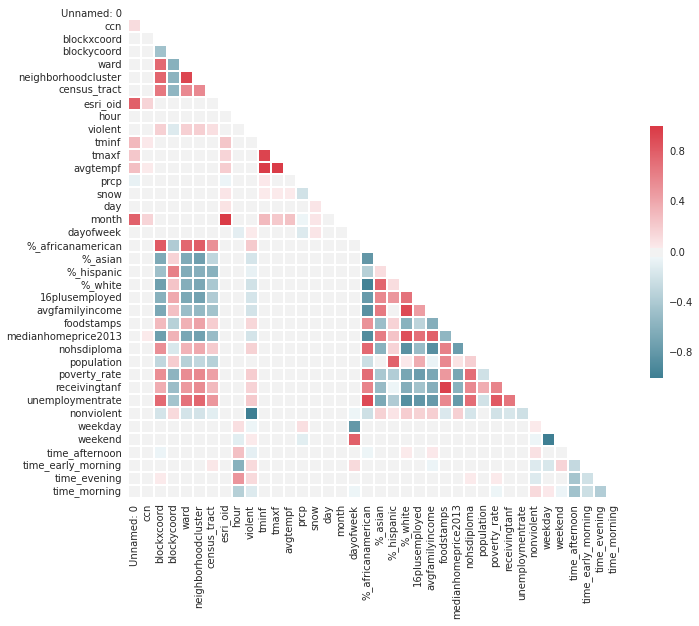 Unnamed: 0
ccn
blockxcoord
blockycoord
ward
neighborhoodcluster
census_tract
esri_oid
hour
violent
tminf
tmaxf
avgtempf
prcp
snow
day
month
dayofweek
%_africanamerican
%_asian
%_hispanic
%_white
16plusemployed
avgfamilyincome
foodstamps
medianhomeprice2013
nohsdiploma
population
poverty_rate
receivingtanf
unemploymentrate
nonviolent
weekday
weekend
time_afternoon
time_early_morning
time_evening
time_morning
0.8
0.4
0.0
−0.4
−0.8
Unnamed: 0
ccn
blockxcoord
blockycoord
ward
neighborhoodcluster
census_tract
esri_oid
hour
violent
tminf
tmaxf
avgtempf
prcp
snow
day
month
dayofweek
%_africanamerican
%_asian
%_hispanic
%_white
16plusemployed
avgfamilyincome
foodstamps
medianhomeprice2013
nohsdiploma
population
poverty_rate
receivingtanf
unemploymentrate
nonviolent
weekday
weekend
time_afternoon
time_early_morning
time_evening
time_morning